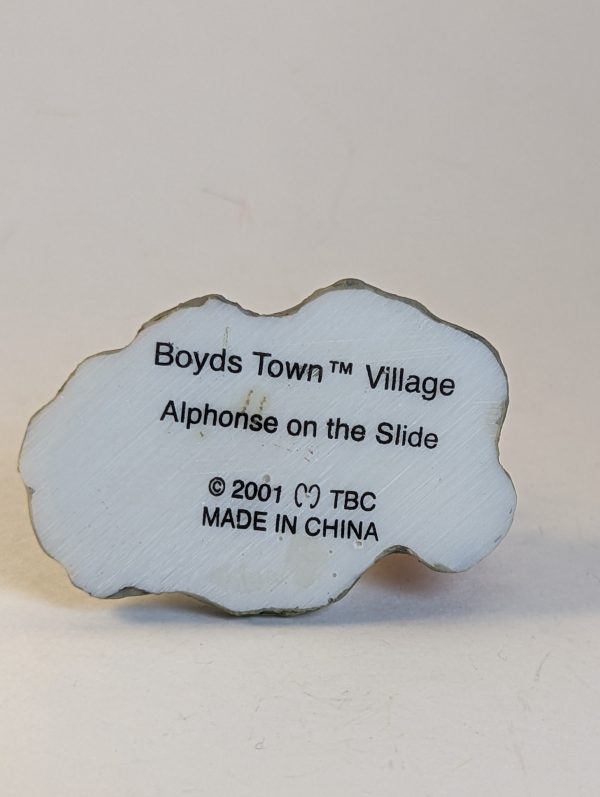 Boyds Town™ Village
Alphonse on the Slide
© 2001 TBC
MADE IN CHINA